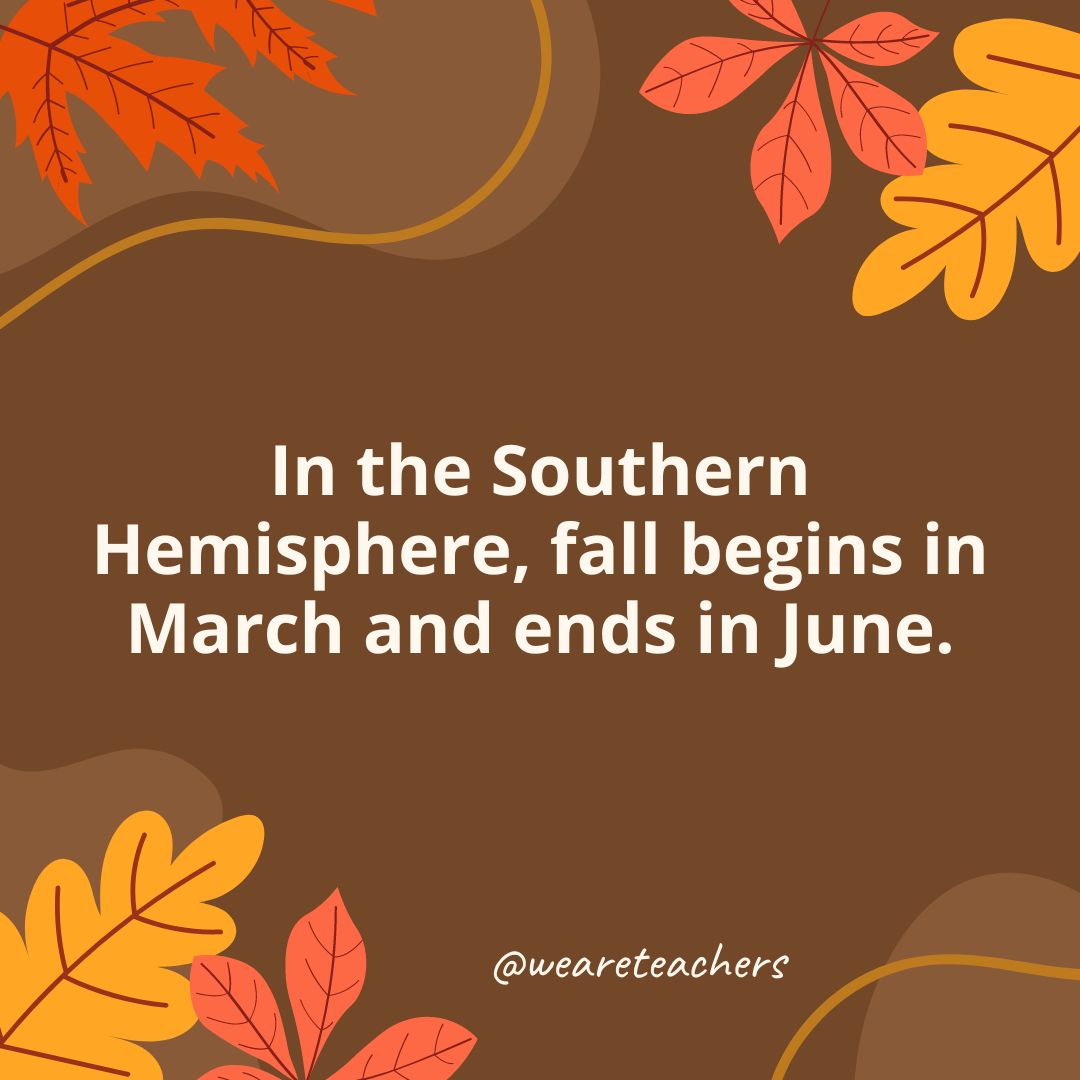 In the Southern
Hemisphere, fall begins in
March and ends in June.
@weareteachers